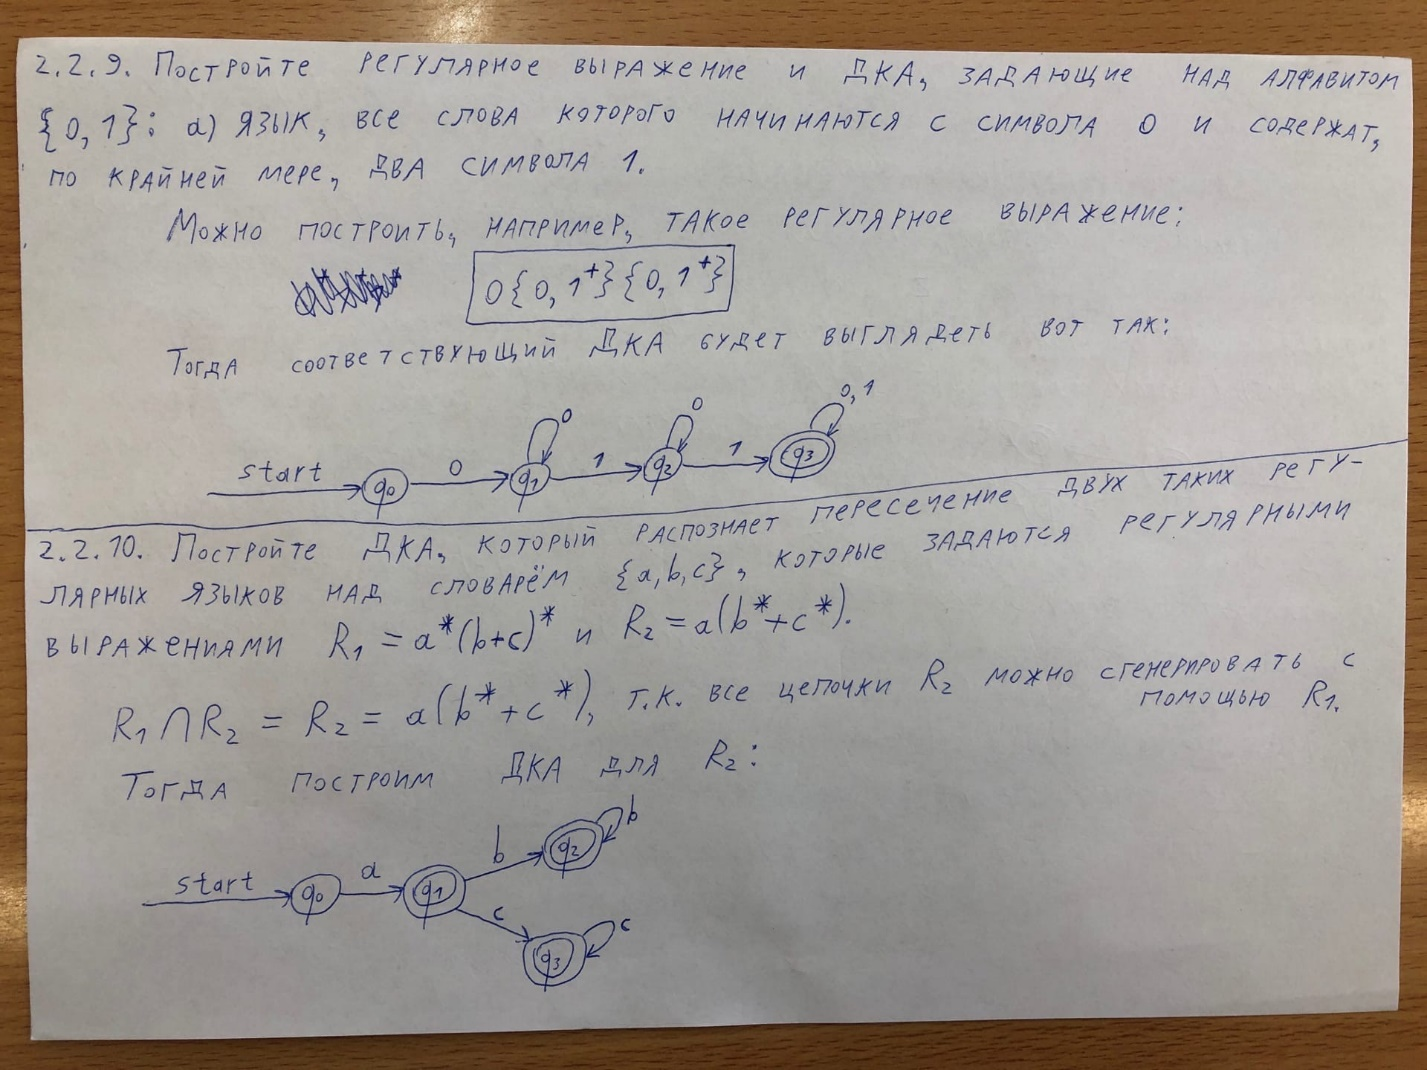 2.2.9. Постройте регулярное выражение и ДКА, задающие над алфавитом
{0,1}: а) язык, все слова которого начинаются с символа 0 и содержат,
по крайней мере, два символа 1.
Можно построить, например, такое регулярное выражение:
0{0,1⁺}{0,1⁺}
Тогда соответствующий ДКА будет выглядеть вот так:
start q₀ 0 q₁ 0 1 q₂ 0 1 q₃ 0,1
2.2.10. Постройте ДКА, который распознает пересечение двух таких регу-
лярных языков над словарём {a,b,c}, которые задаются регулярными
выражениями R₁ = a*(b+c)* и R₂ = a(b*+c*).
R₁∩R₂ = R₂ = a(b*+c*), т.к. все цепочки R₂ можно сгенерировать с
помощью R₁.
Тогда построим ДКА для R₂:
b q₂ b
start q₀ a q₁
c q₃ c